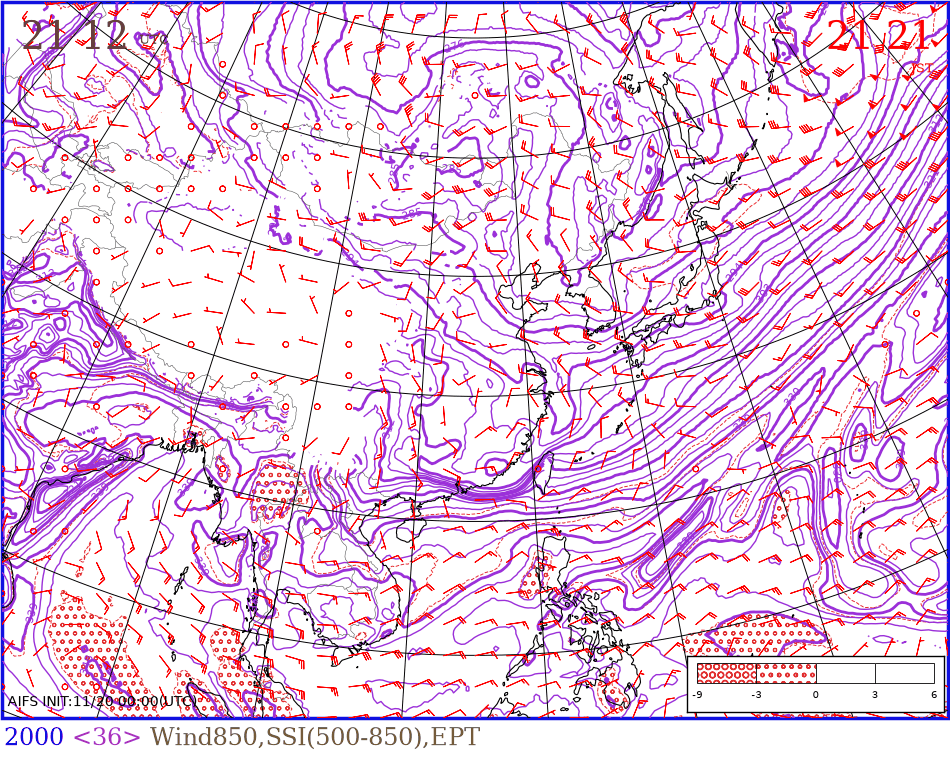 21 12
21 21
JST
AIFS INIT:11/20 00:00(UTC)
-9 -3 0 3 6
2000 <36> Wind850,SSI(500-850),EPT